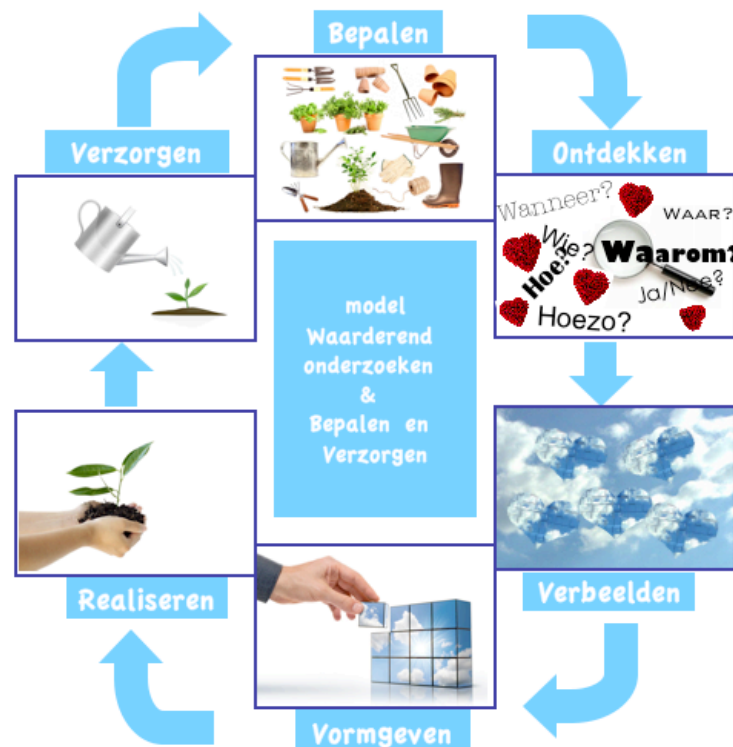 Bepalen
Verzorgen
Ontdekken
Wanneer?
WAAR?
Wie?
Waarom?
Hoe?
Ja/Nee?
Hoezo?
model
Waarderend
onderzoeken
&
Bepalen en
Verzorgen
Realiseren
Verbeelden
Vormgeven